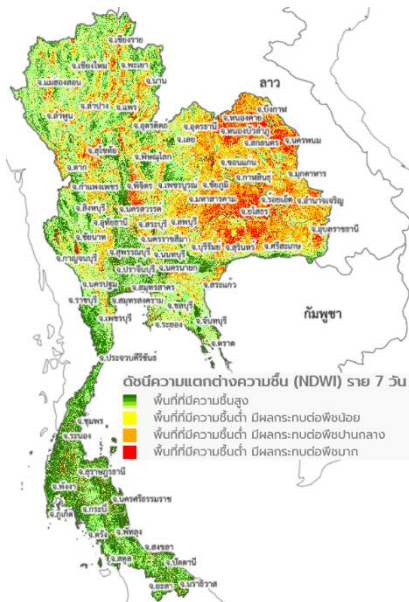 จ.เชียงราย
จ.เชียงใหม่
จ.พะเยา
จ.แม่ฮ่องสอน
จ.น่าน
ลาว
จ.บึงกาฬ
จ.ลำปาง
จ.แพร่
จ.หนองคาย
จ.ลำพูน
จ.อุตรดิตถ์
จ.อุดรธานี
จ.หนองบัวลำภู
จ.นครพนม
จ.เลย
จ.สกลนคร
จ.สุโขทัย
จ.พิษณุโลก
จ.ขอนแก่น
จ.มุกดาหาร
จ.ตาก
จ.กาฬสินธุ์
จ.กำแพงเพชร
จ.พิจิตร
จ.เพชรบูรณ์
จ.ชัยภูมิ
จ.มหาสารคาม
จ.ร้อยเอ็ด
จ.อำนาจเจริญ
จ.สิงห์บุรี
จ.นครสวรรค์
จ.ยโสธร
จ.อุทัยธานี
จ.สระบุรี
จ.ลพบุรี
จ.อุบลราชธานี
จ.ชัยนาท
จ.นครราชสีมา
จ.บุรีรัมย์
จ.สุรินทร์
จ.ศรีสะเกษ
จ.สุพรรณบุรี
จ.นนทบุรี
จ.กาญจนบุรี
จ.ปราจีนบุรี
จ.นครนายก
จ.นครปฐม
จ.สมุทรสาคร
จ.สระแก้ว
จ.ราชบุรี
จ.สมุทรสงคราม
จ.ชลบุรี
กัมพูชา
จ.เพชรบุรี
จ.ระยอง
จ.จันทบุรี
จ.ตราด
จ.ประจวบคีรีขันธ์
ดัชนีความแตกต่างความชื้น (NDWI) ราย 7 วัน
พื้นที่ที่มีความชื้นสูง
พื้นที่ที่มีความชื้นต่ำ มีผลกระทบต่อพืชน้อย
พื้นที่ที่มีความชื้นต่ำ มีผลกระทบต่อพืชปานกลาง
พื้นที่ที่มีความชื้นต่ำ มีผลกระทบต่อพืชมาก
จ.ชุมพร
จ.ระนอง
จ.สุราษฎร์ธานี
จ.พังงา
จ.นครศรีธรรมราช
จ.กระบี่
จ.ภูเก็ต
จ.ตรัง
จ.พัทลุง
จ.สงขลา
จ.สตูล
จ.ปัตตานี
จ.ยะลา
จ.นราธิวาส